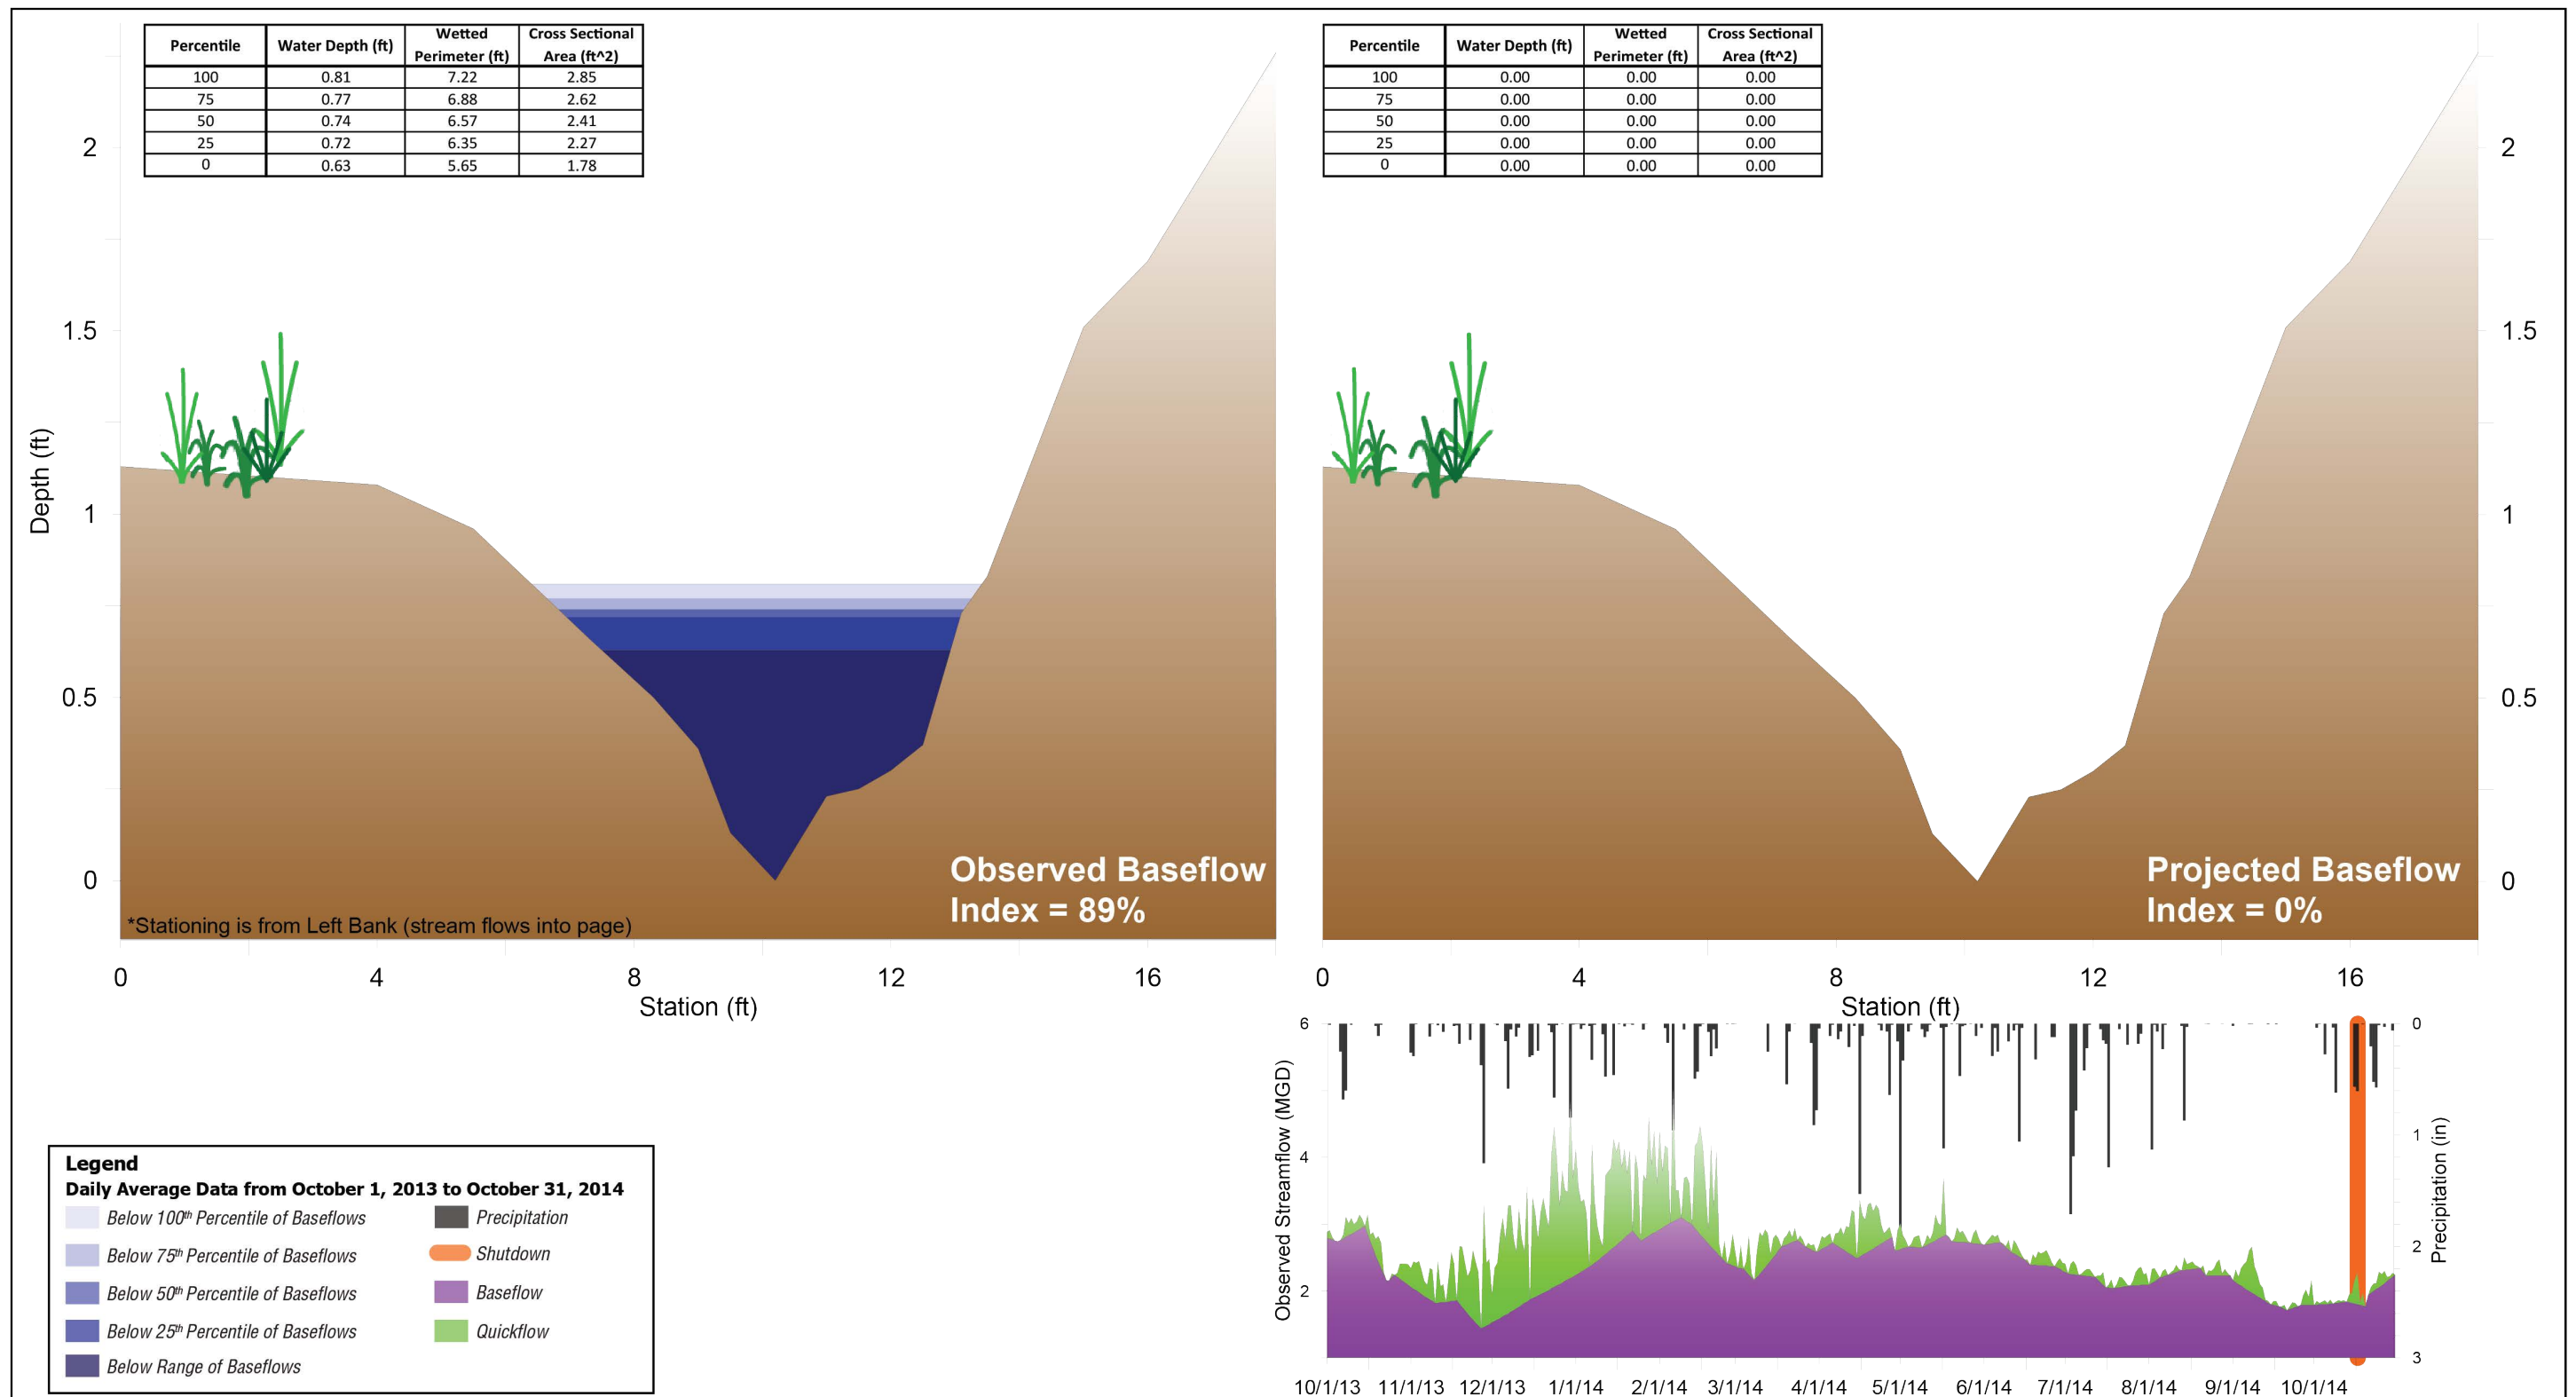 Percentile Water Depth (ft) Wetted Perimeter (ft) Cross Sectional Area (ft^2)
100 0.81 7.22 2.85
75 0.77 6.88 2.62
50 0.74 6.57 2.41
25 0.72 6.35 2.27
0 0.63 5.65 1.78
Percentile Water Depth (ft) Wetted Perimeter (ft) Cross Sectional Area (ft^2)
100 0.00 0.00 0.00
75 0.00 0.00 0.00
50 0.00 0.00 0.00
25 0.00 0.00 0.00
0 0.00 0.00 0.00
Depth (ft)
2
1.5
1
0.5
0
2
1.5
1
0.5
0
Observed Baseflow
Index = 89%
*Stationing is from Left Bank (stream flows into page)
Projected Baseflow
Index = 0%
0 4 8 12 16
Station (ft)
0 4 8 12 16
Station (ft)
Legend
Daily Average Data from October 1, 2013 to October 31, 2014
Below 100th Percentile of Baseflows
Below 75th Percentile of Baseflows
Below 50th Percentile of Baseflows
Below 25th Percentile of Baseflows
Below Range of Baseflows
Precipitation
Shutdown
Baseflow
Quickflow
Observed Streamflow (MGD)
6
4
2
0
1
2
3
Precipitation (in)
10/1/13 11/1/13 12/1/13 1/1/14 2/1/14 3/1/14 4/1/14 5/1/14 6/1/14 7/1/14 8/1/14 9/1/14 10/1/14